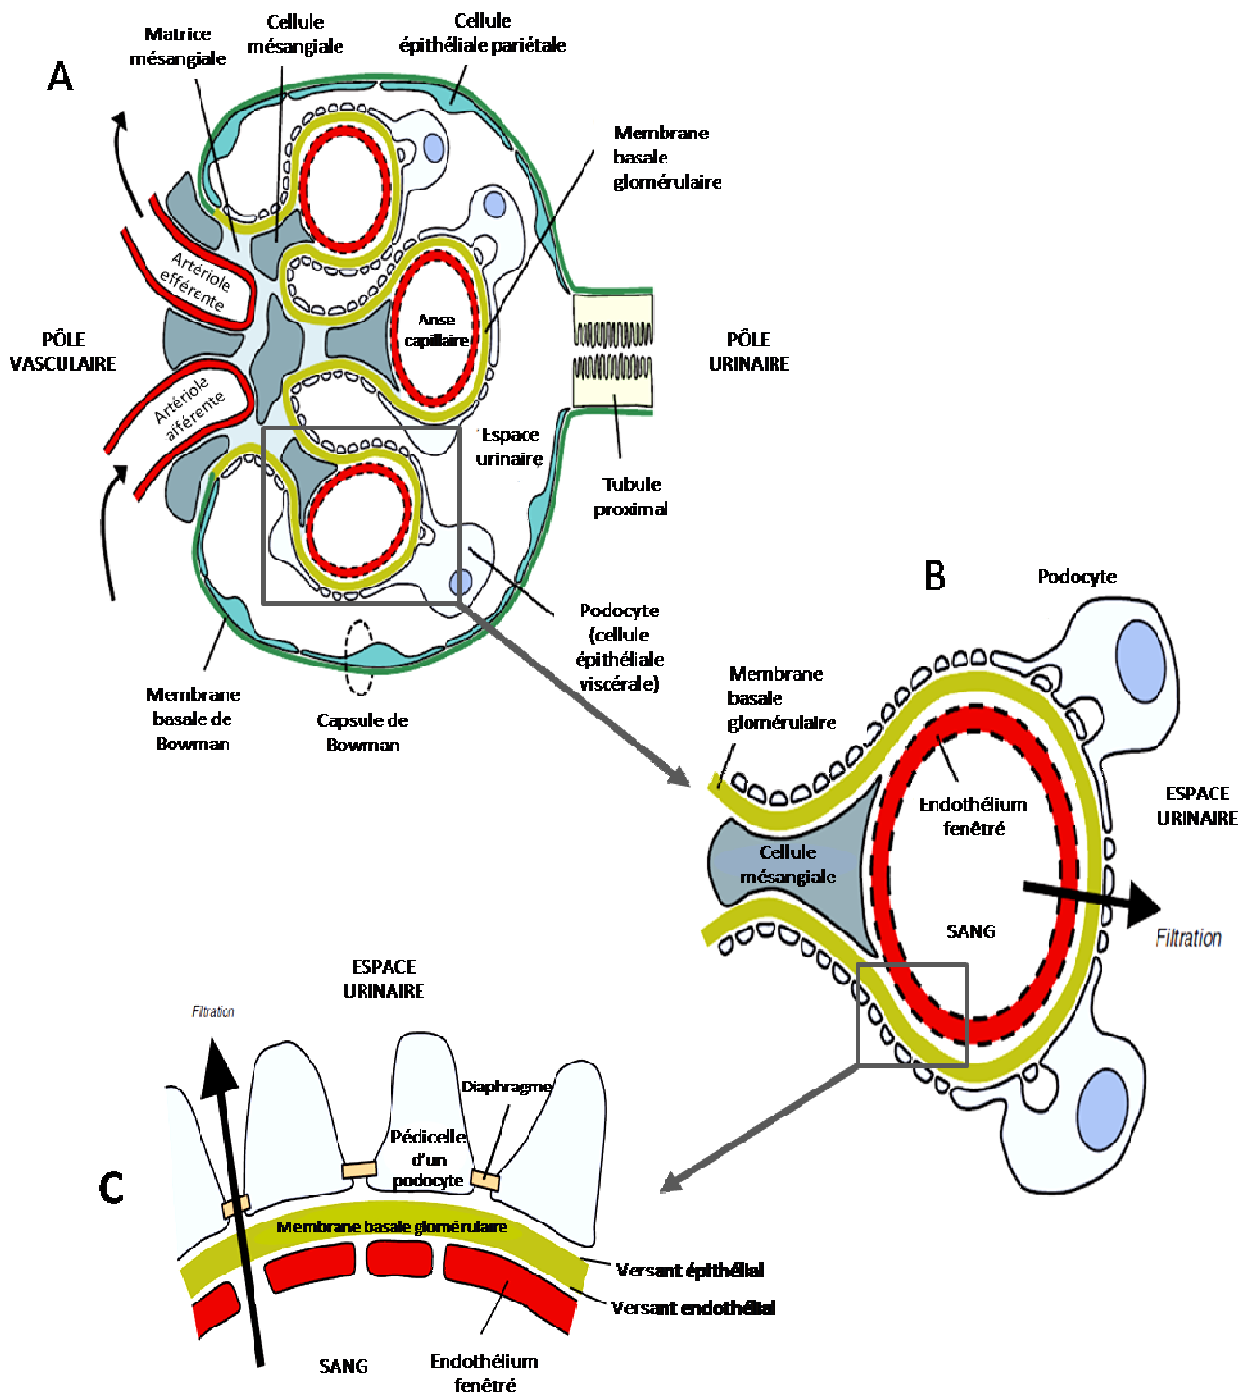 A
Matrice
mésangiale
Cellule
mésangiale
Cellule
épithéliale pariétale
Membrane
basale
glomérulaire
Artériole
efférente
Anse
capillaire
PÔLE
VASCULAIRE
PÔLE
URINAIRE
Artériole
afférente
Espace
urinaire
Tubule
proximal
Podocyte
(cellule
épithéliale
viscérale)
Membrane
basale de
Bowman
Capsule de
Bowman
B
Podocyte
Membrane
basale
glomérulaire
Endothélium
fenêtré
ESPACE
URINAIRE
Cellule
mésangiale
SANG
Filtration
C
ESPACE
URINAIRE
Filtration
Diaphragme
Pédicelle
d'un
podocyte
Membrane basale glomérulaire
Versant épithélial
Versant endothélial
SANG
Endothélium
fenêtré